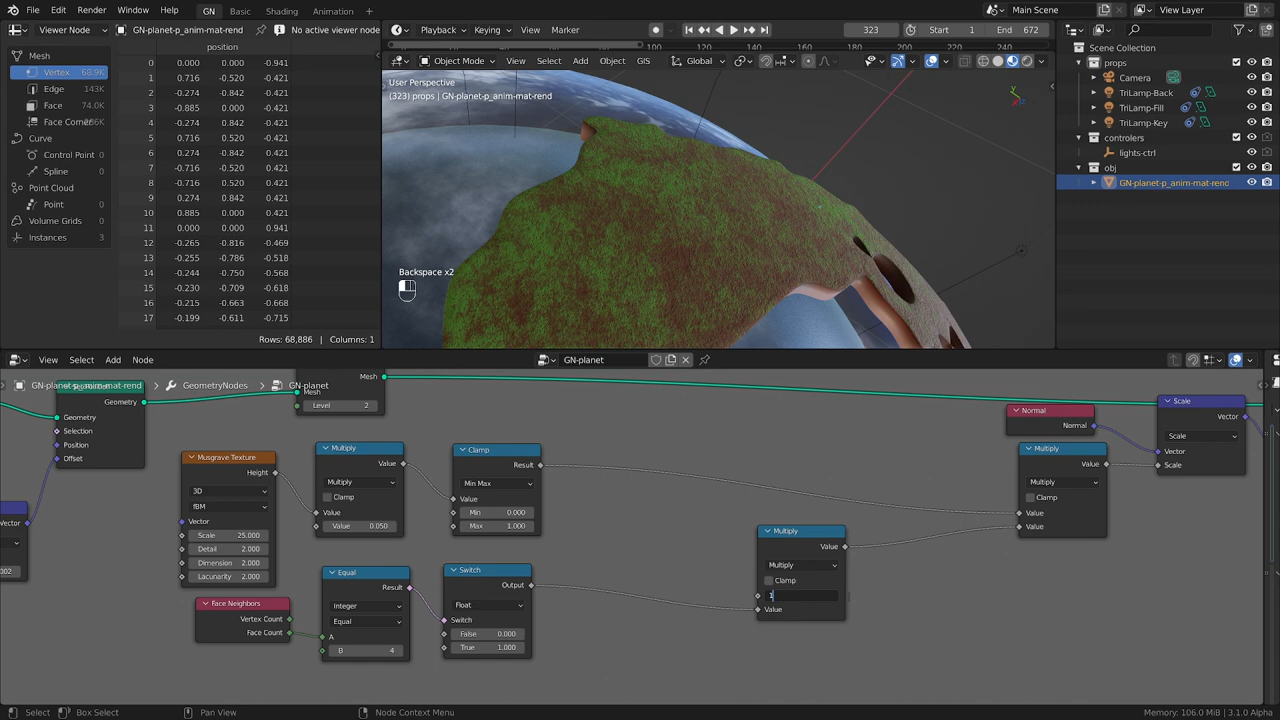 File Edit Render Window Help GN Basic Shading Animation Main Scene View Layer
Viewer Node GN-planet-p_anim-mat-rend No active viewer node
Playback Keying View Marker 323 Start 1 End 672
Mesh
Vertex 68.9K
Edge 143K
Face 74.0K
Face Corner
Curve
Control Point 0
Spline 0
Point Cloud
Point 0
Volume Grids 0
Instances 3
position
0 0.000 0.000 -0.941
1 0.716 -0.520 0.421
2 -0.274 -0.842 0.421
3 -0.885 0.000 0.421
4 -0.274 0.842 0.421
5 0.716 0.520 0.421
6 0.274 -0.842 0.421
7 -0.716 -0.520 0.421
8 -0.716 0.520 0.421
9 0.274 0.842 0.421
10 0.885 0.000 0.421
11 0.000 0.000 0.941
12 -0.265 -0.816 -0.469
13 -0.255 -0.786 -0.518
14 -0.244 -0.750 -0.568
15 -0.230 -0.709 -0.618
16 -0.215 -0.663 -0.668
17 -0.199 -0.611 -0.715
Rows: 68,886 | Columns: 1
100 120 140 160 180 200 220 240
Object Mode View Select Add Object GIS Global
User Perspective
(323) props | GN-planet-p_anim-mat-rend
Y
X
Backspace x2
Scene Collection
props
Camera
TriLamp-Back
TriLamp-Fill
TriLamp-Key
controlers
lights-ctrl
obj
GN-planet-p_anim-mat-rend
View Select Add Node GN-planet
GN-planet-p_anim-mat-rend GeometryNodes GN-planet
Geometry
Geometry
Selection
Position
Offset
Mesh
Mesh
Level 2
Vector
002
Musgrave Texture
Height
3D
fBM
Vector
Scale 25.000
Detail 2.000
Dimension 2.000
Lacunarity 2.000
Multiply
Value
Multiply
Clamp
Value
Value 0.050
Clamp
Result
Min Max
Value
Min 0.000
Max 1.000
Face Neighbors
Vertex Count
Face Count
Equal
Result
Integer
Equal
A
B 4
Switch
Output
Float
Switch
False 0.000
True 1.000
Multiply
Value
Multiply
Clamp
1
Value
Normal
Normal
Multiply
Value
Multiply
Clamp
Value
Value
Scale
Vector
Scale
Vector
Scale
Select Box Select Pan View Node Context Menu Memory: 106.0 MiB | 3.1.0 Alpha